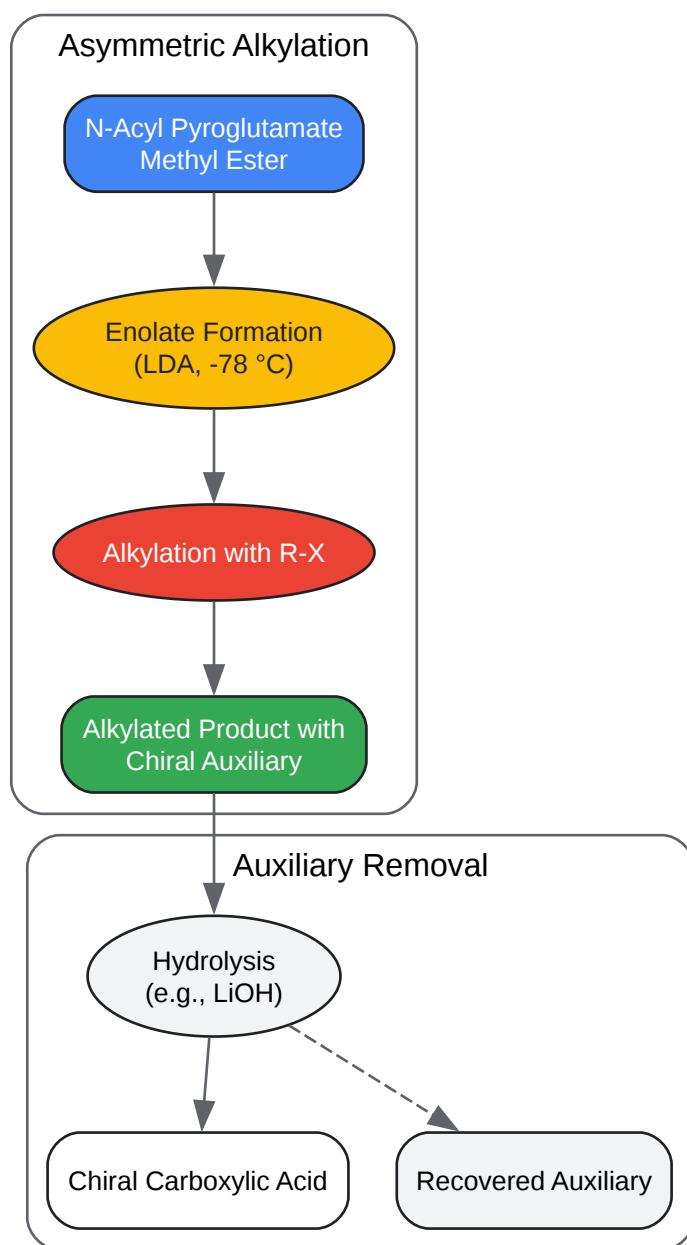 Asymmetric Alkylation
N-Acyl Pyroglutamate
Methyl Ester
Enolate Formation
(LDA, -78 °C)
Alkylation with R-X
Alkylated Product with
Chiral Auxiliary
Auxiliary Removal
Hydrolysis
(e.g., LiOH)
Chiral Carboxylic Acid
Recovered Auxiliary